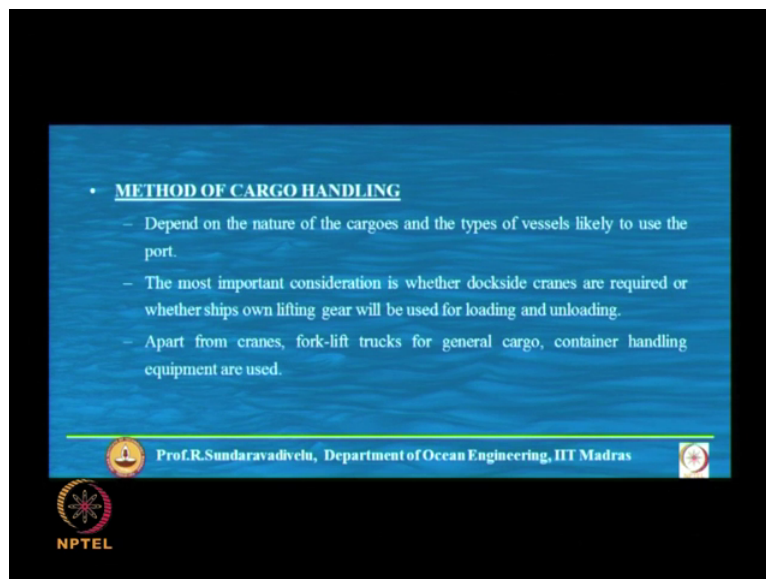 • METHOD OF CARGO HANDLING
– Depend on the nature of the cargoes and the types of vessels likely to use the
port.
– The most important consideration is whether dockside cranes are required or
whether ships own lifting gear will be used for loading and unloading.
– Apart from cranes, fork-lift trucks for general cargo, container handling
equipment are used.
Prof.R.Sundaravadivelu, Department of Ocean Engineering, IIT Madras
NPTEL